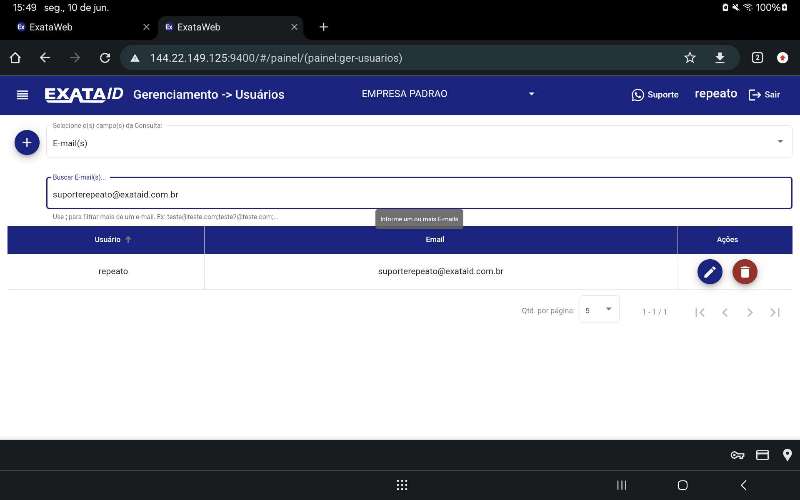 15:49 seg., 10 de jun. 100%
ExataWeb ExataWeb
144.22.149.125:9400/#/painel/(painel:ger-usuarios) 2
EXATAID Gerenciamento -> Usuários EMPRESA PADRAO Suporte repeato Sair
Selecione o(s) campo(s) da Consulta:
E-mail(s)
Buscar E-mail(s)...
suporterepeato@exataid.com.br
Use ; para filtrar mais de um e-mail. Ex: teste@teste.com;teste2@teste.com;...
Informe um ou mais E-mails
Usuário Email Ações
repeato suporterepeato@exataid.com.br
Qtd. por página: 5 1 - 1 / 1